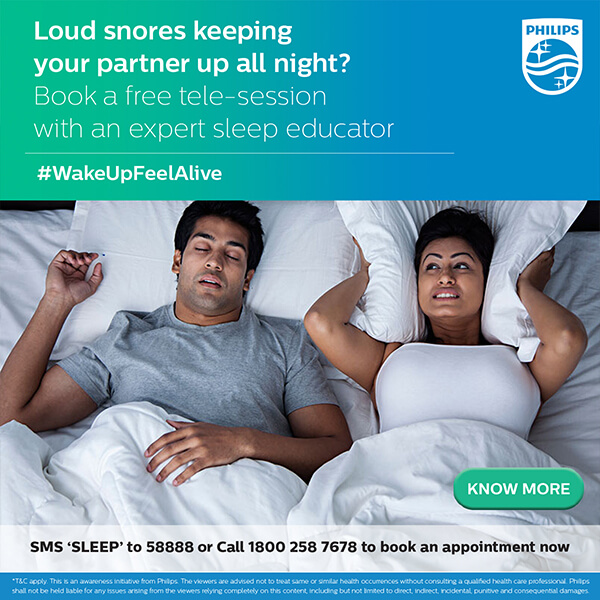 Loud snores keeping
your partner up all night?
Book a free tele-session
with an expert sleep educator
#WakeUpFeelAlive
PHILIPS
KNOW MORE
SMS ‘SLEEP’ to 58888 or Call 1800 258 7678 to book an appointment now
*T&C apply. This is an awareness initiative from Philips. The viewers are advised not to treat same or similar health occurences without consulting a qualified health care professional. Philips
shall not be held liable for any issues arising from the viewers relying completely on this content, including but not limited to direct, indirect, incidental, punitive and consequential damages.